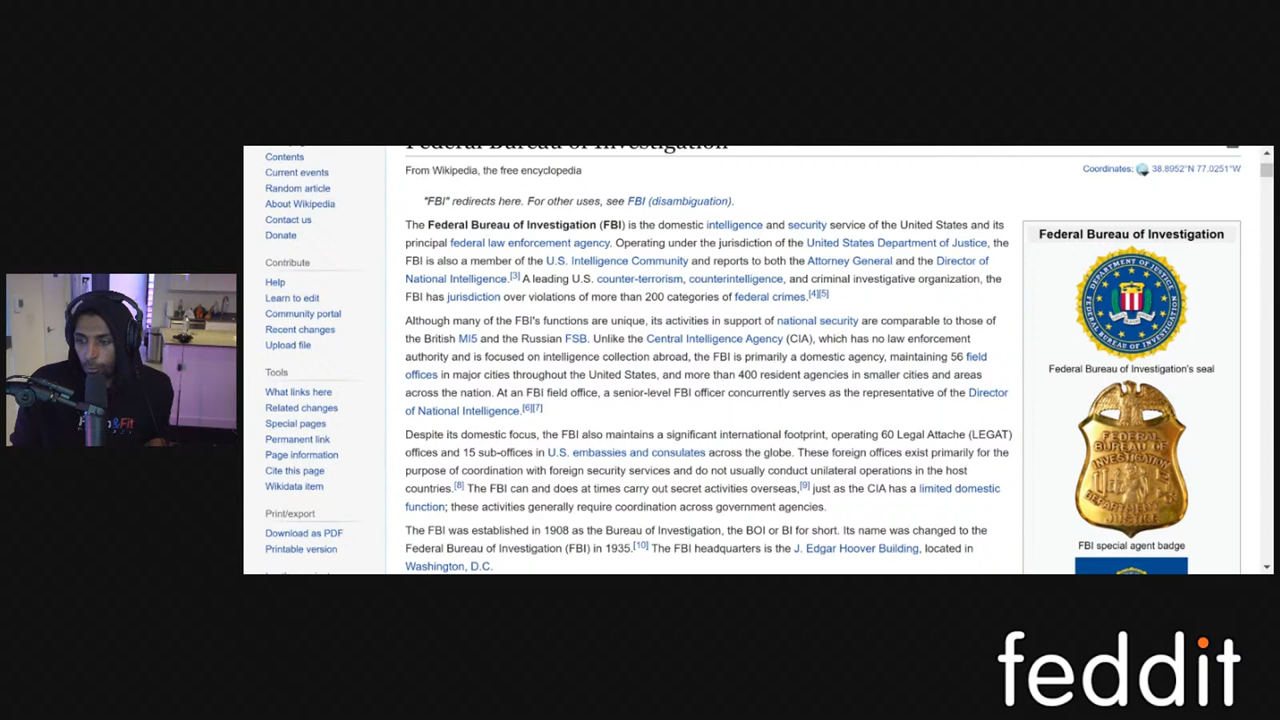 Federal Bureau of Investigation
From Wikipedia, the free encyclopedia
Coordinates: 38.8952°N 77.0251°W
Contents
Current events
Random article
About Wikipedia
Contact us
Donate
Contribute
Help
Learn to edit
Community portal
Recent changes
Upload file
Tools
What links here
Related changes
Special pages
Permanent link
Page information
Cite this page
Wikidata item
Print/export
Download as PDF
Printable version
"FBI" redirects here. For other uses, see FBI (disambiguation).
The Federal Bureau of Investigation (FBI) is the domestic intelligence and security service of the United States and its
principal federal law enforcement agency. Operating under the jurisdiction of the United States Department of Justice, the
FBI is also a member of the U.S. Intelligence Community and reports to both the Attorney General and the Director of
National Intelligence.[3] A leading U.S. counter-terrorism, counterintelligence, and criminal investigative organization, the
FBI has jurisdiction over violations of more than 200 categories of federal crimes.[4][5]
Although many of the FBI's functions are unique, its activities in support of national security are comparable to those of
the British MI5 and the Russian FSB. Unlike the Central Intelligence Agency (CIA), which has no law enforcement
authority and is focused on intelligence collection abroad, the FBI is primarily a domestic agency, maintaining 56 field
offices in major cities throughout the United States, and more than 400 resident agencies in smaller cities and areas
across the nation. At an FBI field office, a senior-level FBI officer concurrently serves as the representative of the Director
of National Intelligence.[6][7]
Despite its domestic focus, the FBI also maintains a significant international footprint, operating 60 Legal Attache (LEGAT)
offices and 15 sub-offices in U.S. embassies and consulates across the globe. These foreign offices exist primarily for the
purpose of coordination with foreign security services and do not usually conduct unilateral operations in the host
countries.[8] The FBI can and does at times carry out secret activities overseas,[9] just as the CIA has a limited domestic
function; these activities generally require coordination across government agencies.
The FBI was established in 1908 as the Bureau of Investigation, the BOI or BI for short. Its name was changed to the
Federal Bureau of Investigation (FBI) in 1935.[10] The FBI headquarters is the J. Edgar Hoover Building, located in
Washington, D.C.
Federal Bureau of Investigation
DEPARTMENT OF JUSTICE
FEDERAL BUREAU OF INVESTIGATION
Federal Bureau of Investigation's seal
FEDERAL
BUREAU OF
INVESTIGATION
DEPARTMENT OF
JUSTICE
FBI special agent badge
&Fit
feddit